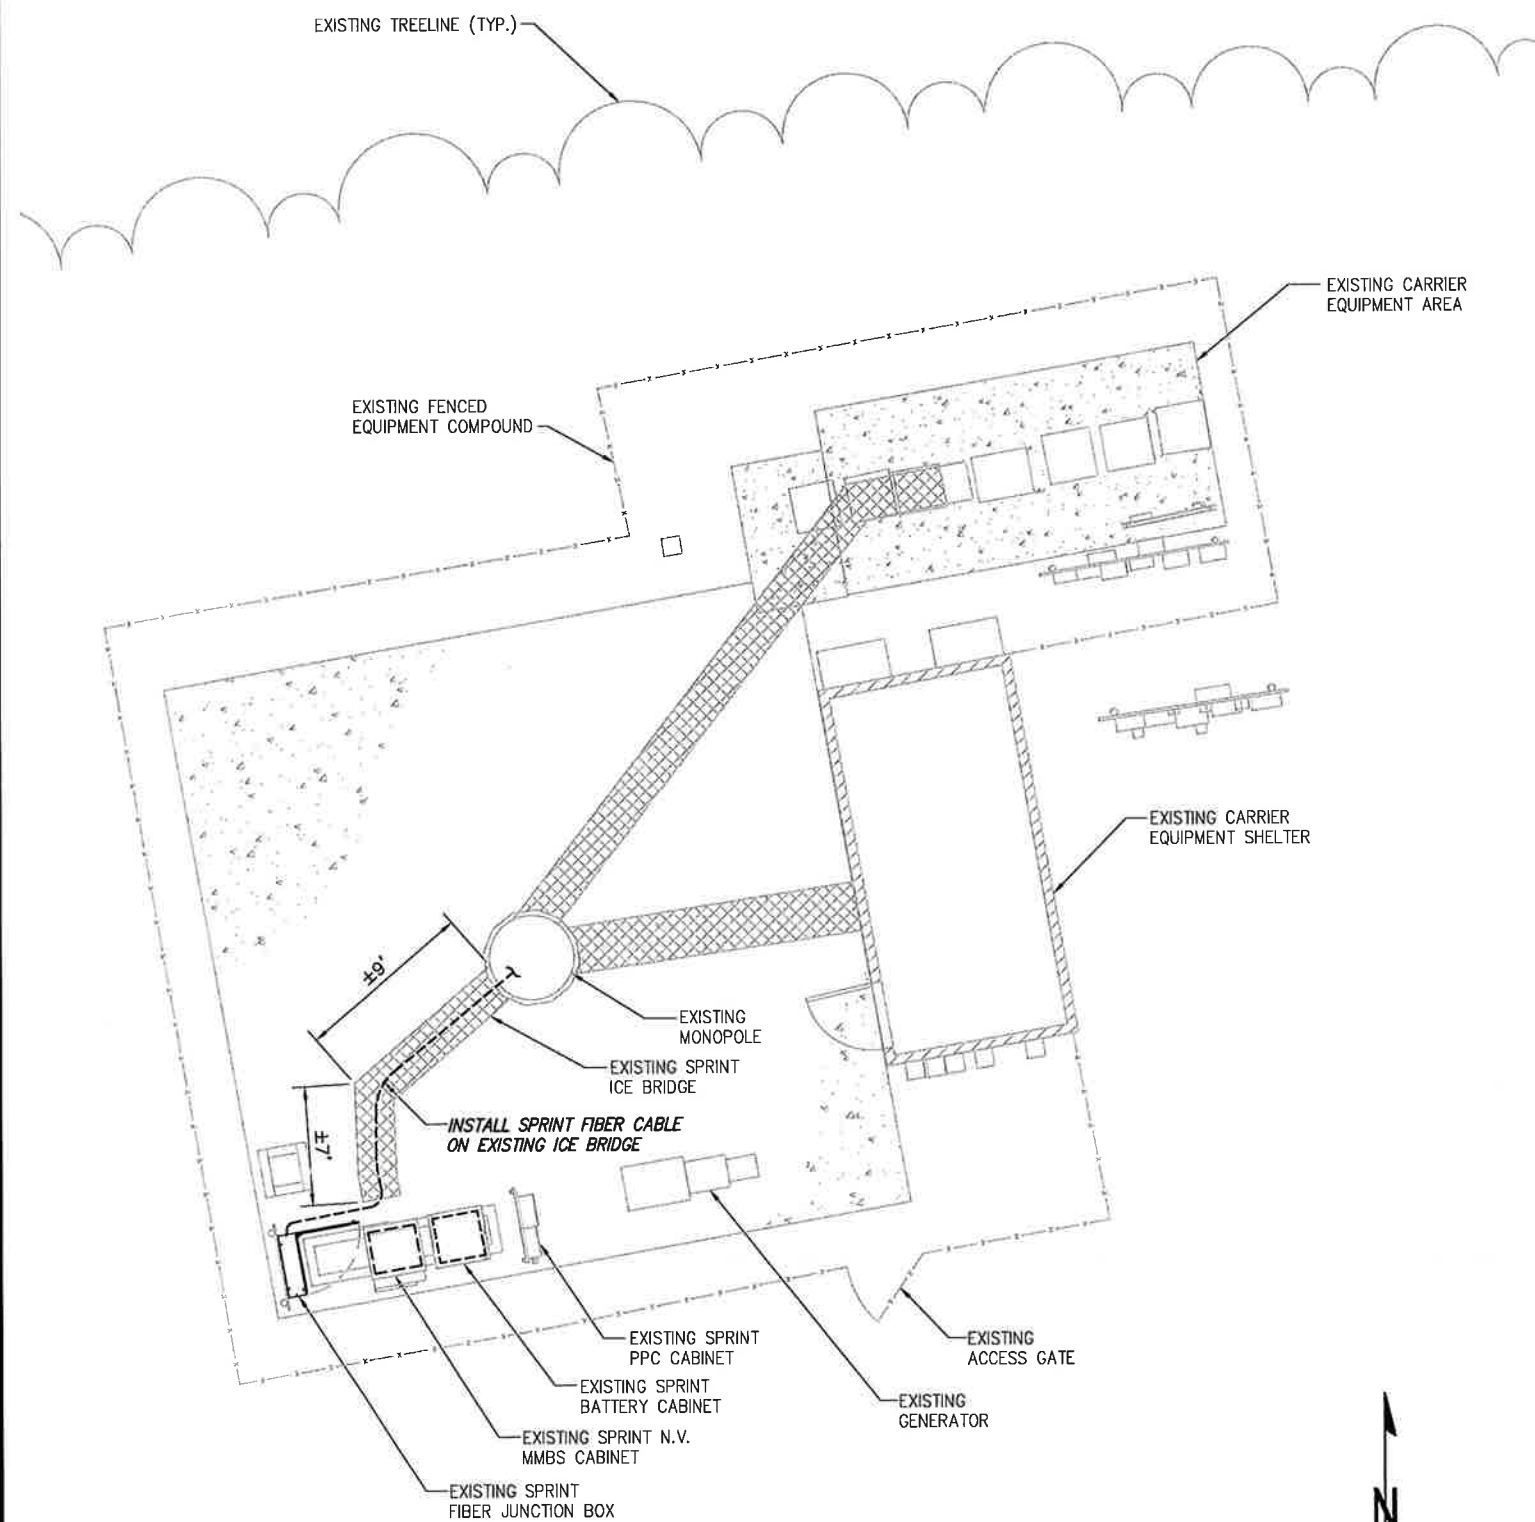 EXISTING TREELINE (TYP.)
EXISTING CARRIER
EQUIPMENT AREA
EXISTING FENCED
EQUIPMENT COMPOUND
EXISTING CARRIER
EQUIPMENT SHELTER
±9'
EXISTING
MONOPOLE
EXISTING SPRINT
ICE BRIDGE
INSTALL SPRINT FIBER CABLE
ON EXISTING ICE BRIDGE
±7'
EXISTING SPRINT
PPC CABINET
EXISTING
ACCESS GATE
EXISTING SPRINT
BATTERY CABINET
EXISTING
GENERATOR
EXISTING SPRINT N.V.
MMBS CABINET
EXISTING SPRINT
FIBER JUNCTION BOX
N